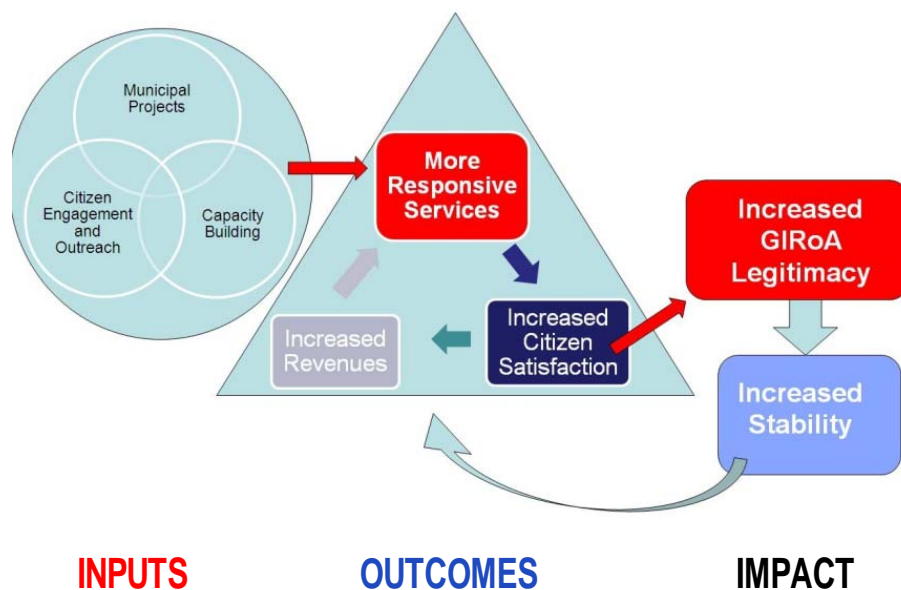 Municipal
Projects
Citizen
Engagement
and
Outreach
Capacity
Building
More
Responsive
Services
Increased
Revenues
Increased
Citizen
Satisfaction
Increased
GIRoA
Legitimacy
Increased
Stability
INPUTS
OUTCOMES
IMPACT